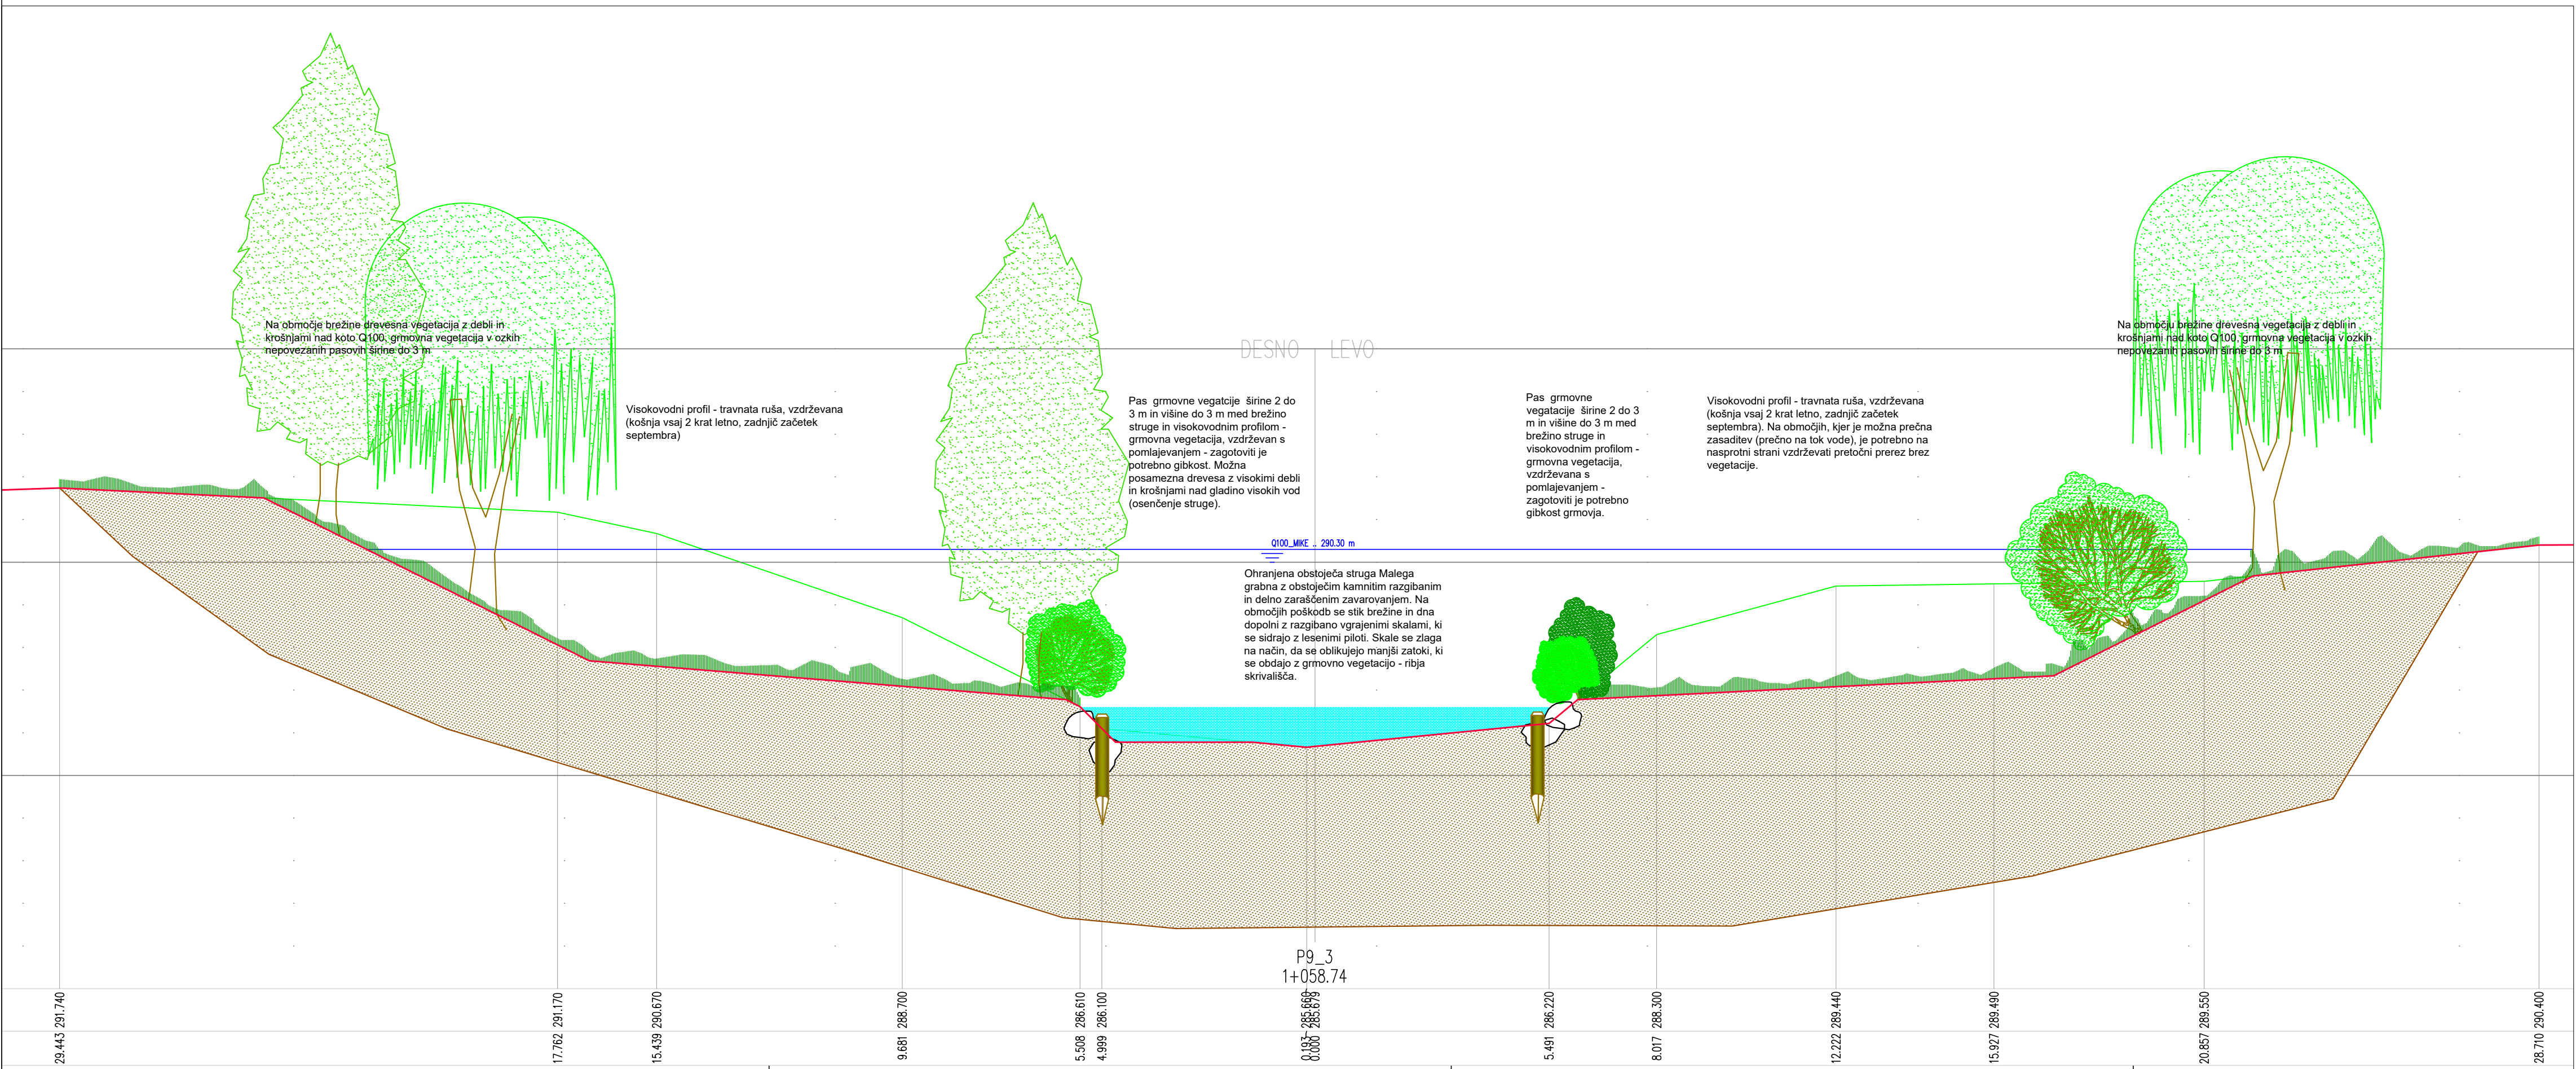 Na območje brežine drevesna vegetacija z debli in
krošnjami nad koto Q100, grmovna vegetacija v ozkih
nepovezanih pasovih širine do 3 m
Visokovodni profil - travnata ruša, vzdrževana
(košnja vsaj 2 krat letno, zadnjič začetek
septembra)
DESNO
LEVO
Pas  grmovne vegatcije  širine 2 do
3 m in višine do 3 m med brežino
struge in visokovodnim profilom -
grmovna vegetacija, vzdrževan s
pomlajevanjem - zagotoviti je
potrebno gibkost. Možna
posamezna drevesa z visokimi debli
in krošnjami nad gladino visokih vod
(osenčenje struge).
Pas  grmovne
vegatacije  širine 2 do 3
m in višine do 3 m med
brežino struge in
visokovodnim profilom -
grmovna vegetacija,
vzdrževana s
pomlajevanjem -
zagotoviti je potrebno
gibkost grmovja.
Visokovodni profil - travnata ruša, vzdrževana
(košnja vsaj 2 krat letno, zadnjič začetek
septembra). Na območjih, kjer je možna prečna
zasaditev (prečno na tok vode), je potrebno na
nasprotni strani vzdrževati pretočni prerez brez
vegetacije.
Na območju brežine drevesna vegetacija z debli in
krošnjami nad koto Q100, grmovna vegetacija v ozkih
nepovezanih pasovih širine do 3 m
Q100_MIKE .. 290.30 m
Ohranjena obstoječa struga Malega
grabna z obstoječim kamnitim razgibanim
in delno zaraščenim zavarovanjem. Na
območjih poškodb se stik brežine in dna
dopolni z razgibano vgrajenimi skalami, ki
se sidrajo z lesenimi piloti. Skale se zlaga
na način, da se oblikujejo manjši zatoki, ki
se obdajo z grmovno vegetacijo - ribja
skrivališča.
P9_3
1+058.74
291.740
291.170
290.670
288.700
286.610
286.100
285.660
285.679
286.220
288.300
289.440
289.490
289.550
290.400
29.443
17.762
15.439
9.681
5.508
4.999
0.193
0.000
5.491
8.017
12.222
15.927
20.857
28.710